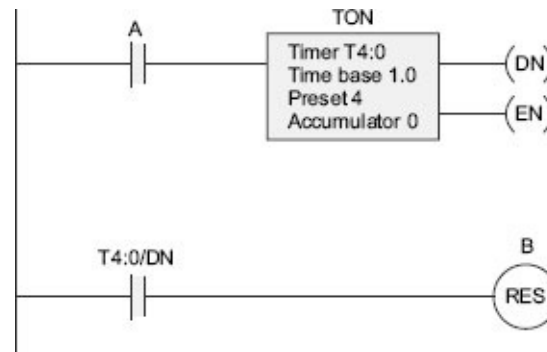 TON
A
Timer T4:0
Time base 1.0
Preset 4
Accumulator 0
DN
EN
T4:0/DN
B
RES